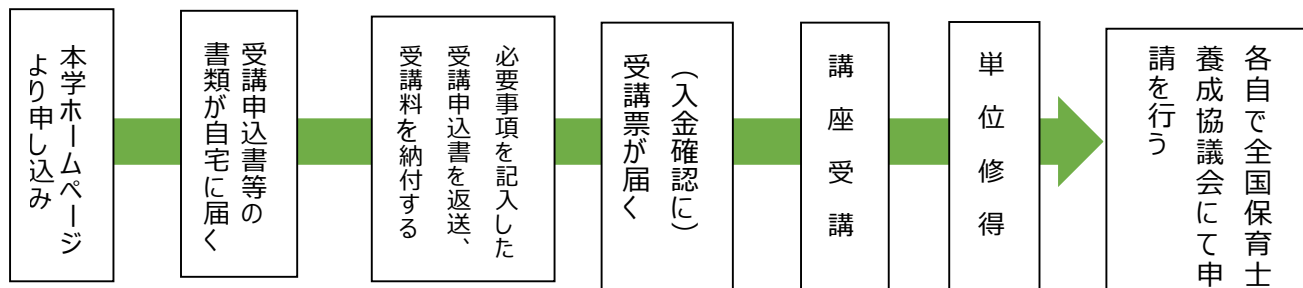 本学ホームページ
より申し込み
受講申込書等の
書類が自宅に届く
必要事項を記入した
受講申込書を返送、
受講料を納付する
（入金確認に）
受講票が届く
講座受講
単位修得
各自で全国保育士
養成協議会にて申
請を行う